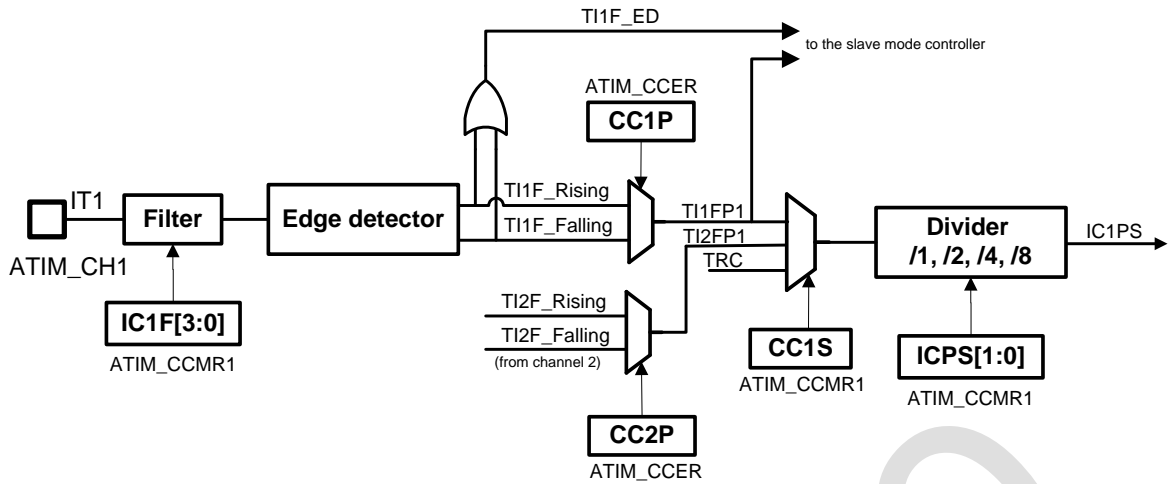 TI1F_ED
to the slave mode controller
ATIM_CCER
CC1P
IT1
Filter
Edge detector
TI1F_Rising
TI1F_Falling
TI1FP1
TI2FP1
TRC
Divider
/1, /2, /4, /8
IC1PS
ATIM_CH1
IC1F[3:0]
ATIM_CCMR1
TI2F_Rising
TI2F_Falling
(from channel 2)
CC1S
ATIM_CCMR1
ICPS[1:0]
ATIM_CCMR1
CC2P
ATIM_CCER